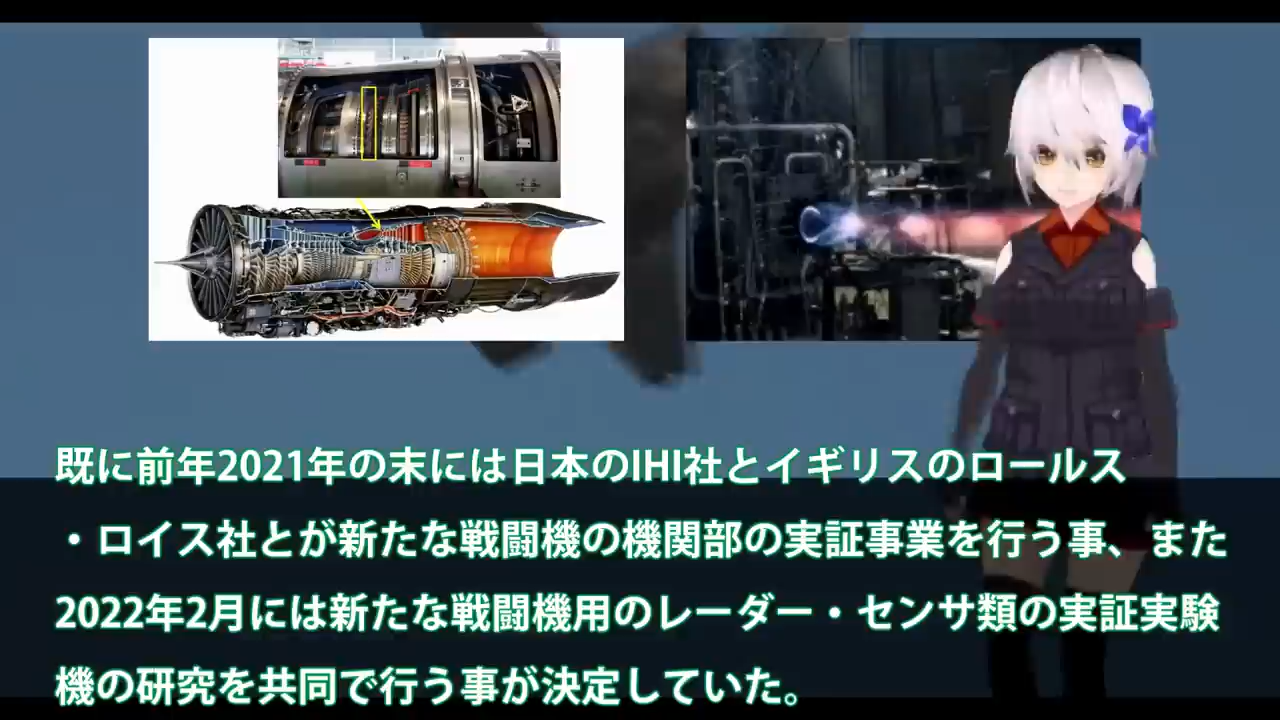 既に前年2021年の末には日本のIHI社とイギリスのロールス
・ロイス社とが新たな戦闘機の機関部の実証事業を行う事、また
2022年2月には新たな戦闘機用のレーダー・センサ類の実証実験
機の研究を共同で行う事が決定していた。